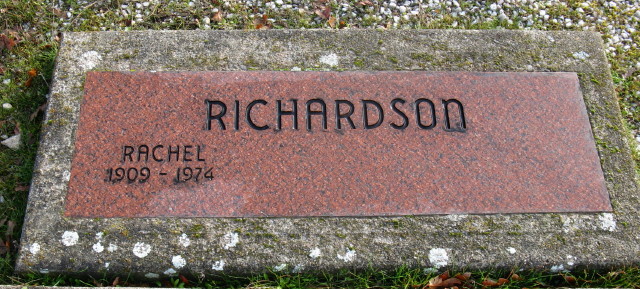 RICHARDSON
RACHEL
1909 - 1974